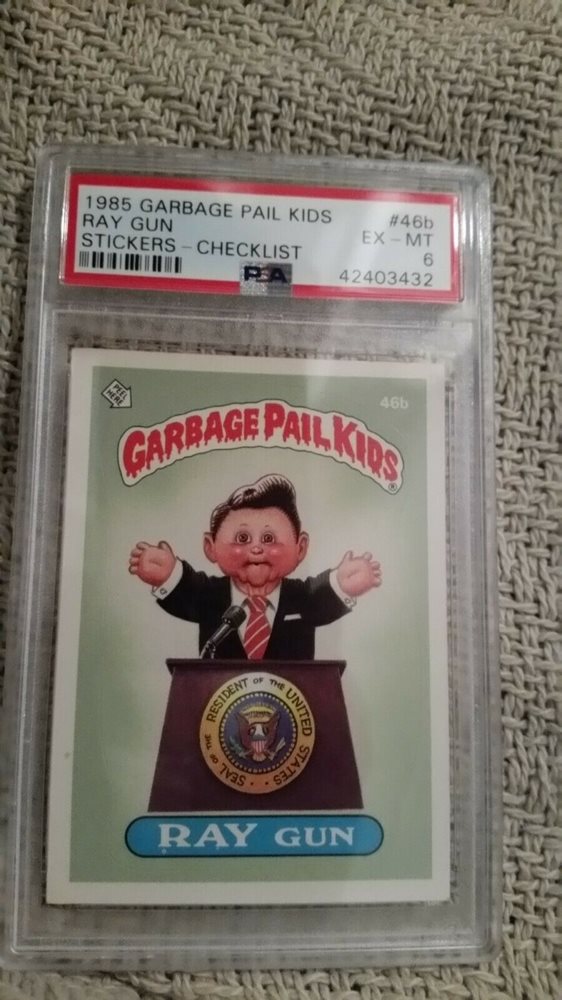 1985 GARBAGE PAIL KIDS #46b
RAY GUN EX - MT
STICKERS - CHECKLIST 6
PSA 42403432
PEEL HERE
46b
GARBAGE PAIL KIDS®
SEAL OF THE RESIDENT OF THE UNITED STATES
RAY GUN